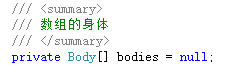 /// <summary>
/// 数组的身体
/// </summary>
private Body[] bodies = null;